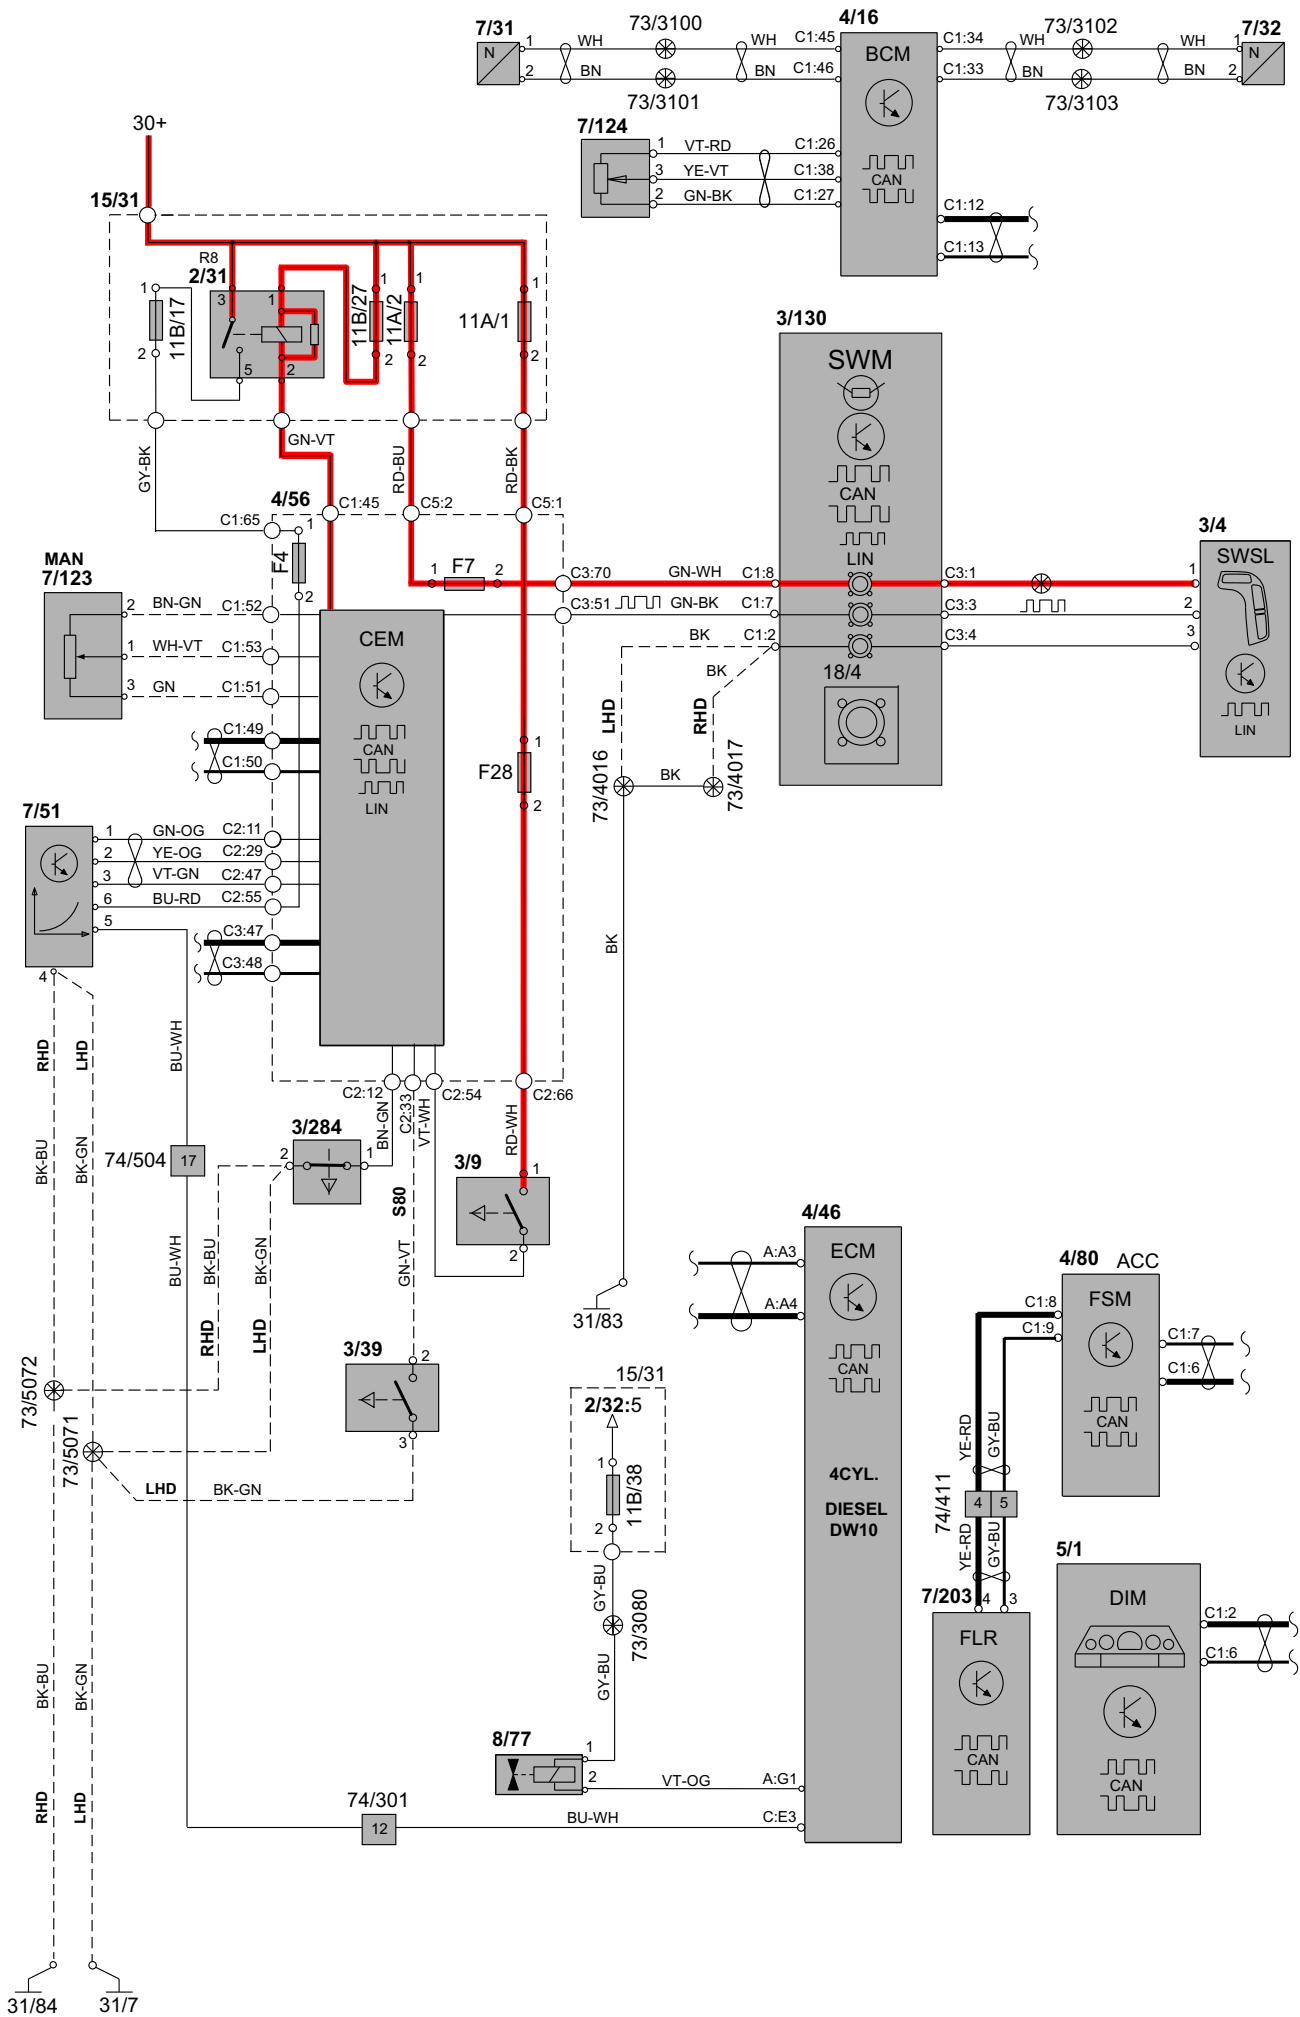 7/31
73/3100
4/16
73/3102
7/32
N
1
WH
WH
C1:45
BCM
C1:34
WH
WH
1
N
2
BN
BN
C1:46
C1:33
BN
BN
2
73/3101
73/3103
30+
7/124
1
VT-RD
C1:26
3
YE-VT
C1:38
CAN
2
GN-BK
C1:27
15/31
C1:12
C1:13
R8
2/31
1
11B/17
2
3
1
5
2
1
11B/27
2
1
11A/2
2
11A/1
1
2
3/130
SWM
GN-VT
GY-BK
RD-BU
RD-BK
CAN
LIN
4/56
C1:45
C5:2
C5:1
C1:65
1
F4
2
3/4
SWSL
MAN
7/123
1
F7
2
C3:70
GN-WH
C1:8
C3:1
1
2
BN-GN
C1:52
C3:51
GN-BK
C1:7
C3:3
2
1
WH-VT
C1:53
CEM
BK
C1:2
C3:4
3
3
GN
C1:51
BK
18/4
LIN
LHD
RHD
C1:49
CAN
C1:50
LIN
F28
1
2
73/4016
BK
73/4017
7/51
1
GN-OG
C2:11
2
YE-OG
C2:29
3
VT-GN
C2:47
6
BU-RD
C2:55
5
C3:47
BK
4
C3:48
RHD
LHD
BU-WH
C2:12
C2:33
C2:54
C2:66
BN-GN
VT-WH
RD-WH
BK-BU
BK-GN
74/504
17
3/284
2
1
3/9
1
2
S80
BU-WH
BK-BU
BK-GN
GN-VT
RHD
LHD
31/83
4/46
ECM
A:A3
A:A4
CAN
4CYL.
DIESEL
DW10
4/80
ACC
FSM
C1:8
C1:9
C1:7
C1:6
CAN
3/39
2
3
73/5072
73/5071
LHD
BK-GN
15/31
2/32:5
1
11B/38
2
GY-BU
73/3080
GY-BU
YE-RD
GY-BU
74/411
4
5
YE-RD
GY-BU
7/203
4
3
FLR
CAN
5/1
DIM
C1:2
C1:6
CAN
BK-BU
BK-GN
8/77
1
2
VT-OG
A:G1
RHD
LHD
74/301
12
BU-WH
C:E3
31/84
31/7